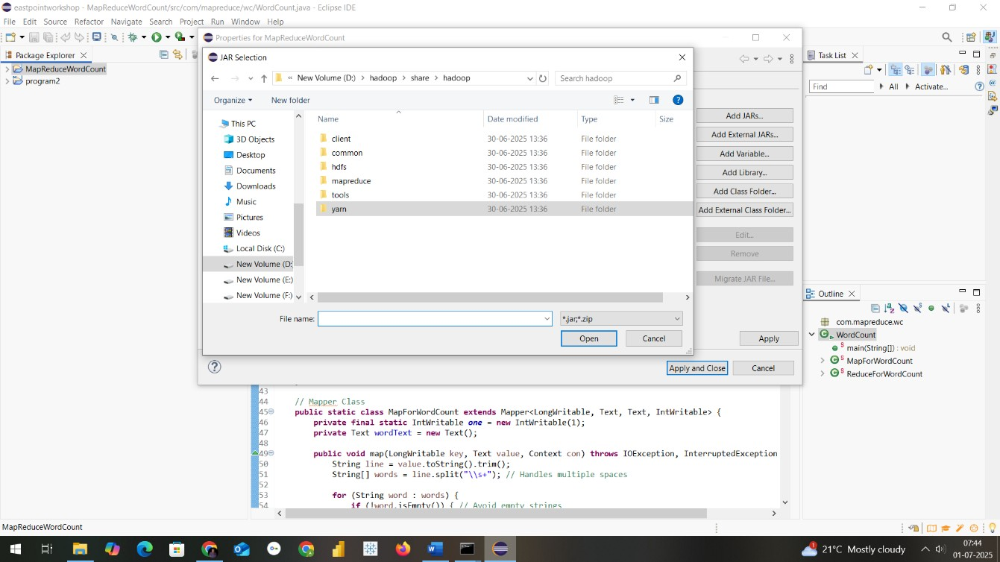 eastpointworkshop - MapReduceWordCount/src/com/mapreduce/wc/WordCount.java - Eclipse IDE
File Edit Source Refactor Navigate Search Project Run Window Help
Package Explorer
MapReduceWordCount
program2
Properties for MapReduceWordCount
JAR Selection
« New Volume (D:) > hadoop > share > hadoop
Search hadoop
Organize
New folder
This PC
3D Objects
Desktop
Documents
Downloads
Music
Pictures
Videos
Local Disk (C:)
New Volume (D:
New Volume (E:)
New Volume (F:)
Name Date modified Type Size
client 30-06-2025 13:36 File folder
common 30-06-2025 13:36 File folder
hdfs 30-06-2025 13:36 File folder
mapreduce 30-06-2025 13:36 File folder
tools 30-06-2025 13:36 File folder
yarn 30-06-2025 13:36 File folder
File name:
*.jar;*.zip
Open Cancel
Add JARs...
Add External JARs...
Add Variable...
Add Library...
Add Class Folder...
Add External Class Folder...
Edit...
Remove
Migrate JAR File...
Apply
Apply and Close Cancel
Task List
Find
All
Activate...
Outline
com.mapreduce.wc
WordCount
main(String[]) : void
MapForWordCount
ReduceForWordCount
43
44 // Mapper Class
45 public static class MapForWordCount extends Mapper<LongWritable, Text, Text, IntWritable> {
46 private final static IntWritable one = new IntWritable(1);
47 private Text wordText = new Text();
48
49 public void map(LongWritable key, Text value, Context con) throws IOException, InterruptedException
50 String line = value.toString().trim();
51 String[] words = line.split("\\s+"); // Handles multiple spaces
52
53 for (String word : words) {
54 if (!word.isEmpty()) { // Avoid empty strings
MapReduceWordCount
21°C Mostly cloudy
07:44
01-07-2025